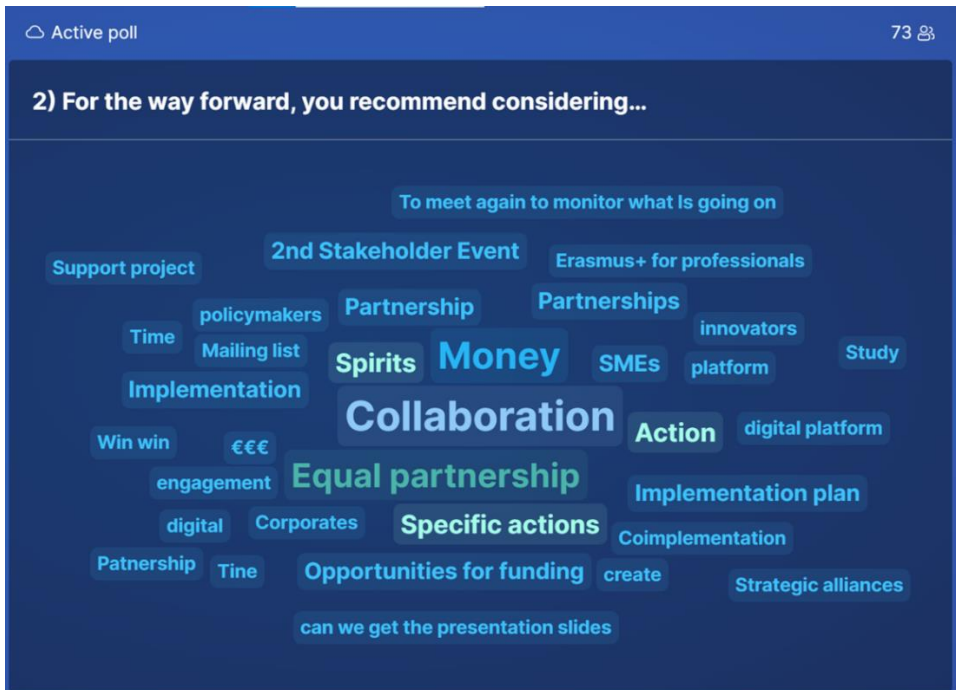 Active poll
73
2) For the way forward, you recommend considering...
To meet again to monitor what Is going on
2nd Stakeholder Event
Erasmus+ for professionals
Support project
Partnerships
Partnership
policymakers
innovators
Time
Mailing list
Spirits
Money
SMEs
platform
Study
Implementation
Collaboration
Action
digital platform
Win win
€€€
engagement
Equal partnership
Implementation plan
digital
Corporates
Specific actions
Coimplementation
Patnership
Tine
Opportunities for funding
create
Strategic alliances
can we get the presentation slides